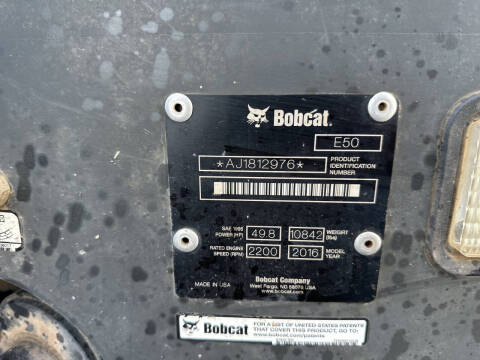 Bobcat.
E50
*AJ1812976*
PRODUCT
IDENTIFICATION
NUMBER
SAE 1995
POWER (HP)
49.8
10842
WEIGHT
(lbs)
RATED ENGINE
SPEED (RPM)
2200
2016
MODEL
YEAR
MADE IN USA
Bobcat Company
West Fargo, ND 58078 USA
www.bobcat.com
Bobcat
FOR A LIST OF UNITED STATES PATENTS
THAT COVER THIS PRODUCT, GO TO:
www.bobcat.com/patents